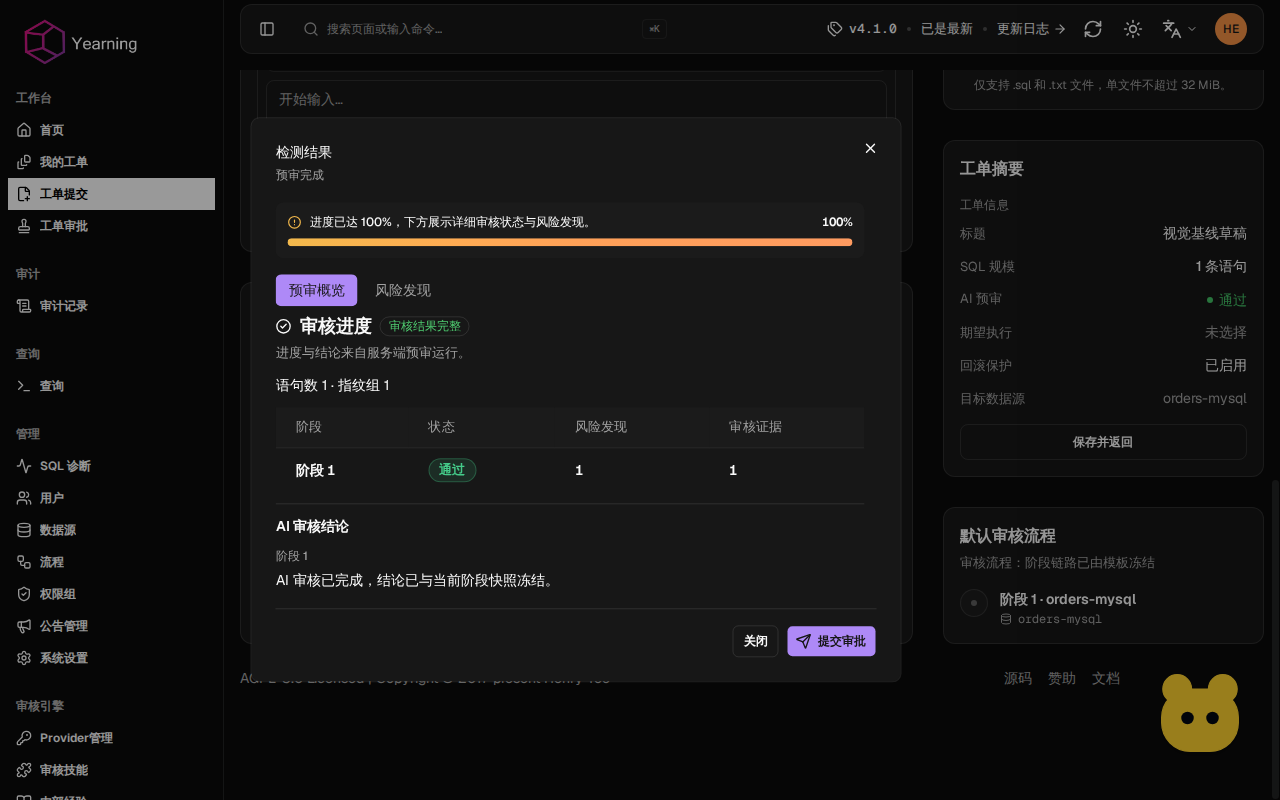 Yearning
工作台
首页
我的工单
工单提交
工单审批
审计
审计记录
查询
查询
管理
SQL 诊断
用户
数据源
流程
权限组
公告管理
系统设置
审核引擎
Provider管理
审核技能
内部经验
搜索页面或输入命令...
⌘K
v4.1.0
已是最新
更新日志
HE
开始输入...
仅支持 .sql 和 .txt 文件，单文件不超过 32 MiB。
检测结果
预审完成
进度已达 100%，下方展示详细审核状态与风险发现。
100%
预审概览
风险发现
审核进度
审核结果完整
进度与结论来自服务端预审运行。
语句数 1 · 指纹组 1
阶段 状态 风险发现 审核证据
阶段 1 通过 1 1
AI 审核结论
阶段 1
AI 审核已完成，结论已与当前阶段快照冻结。
关闭
提交审批
工单摘要
工单信息
标题 视觉基线草稿
SQL 规模 1 条语句
AI 预审 通过
期望执行 未选择
回滚保护 已启用
目标数据源 orders-mysql
保存并返回
默认审核流程
审核流程：阶段链路已由模板冻结
阶段 1 · orders-mysql
orders-mysql
源码 赞助 文档